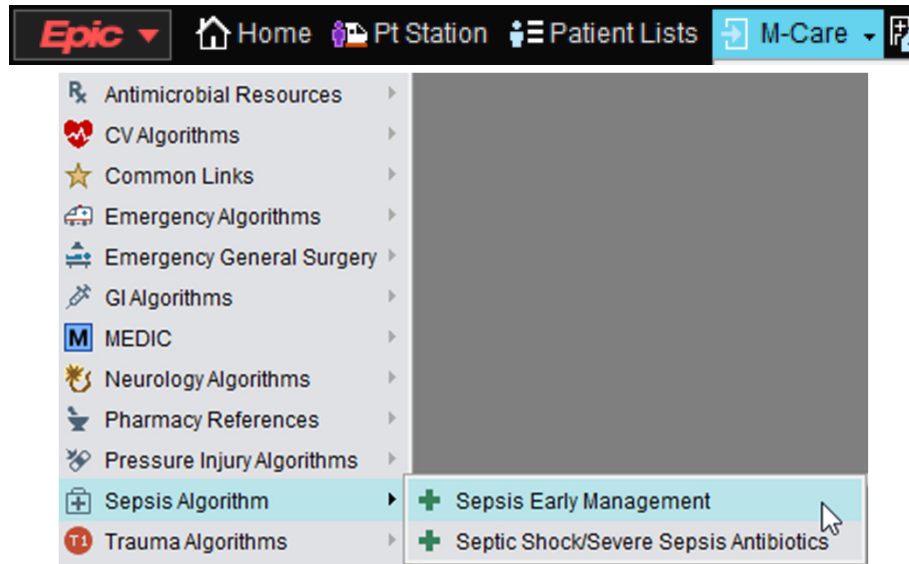 Epic Home Pt Station Patient Lists M-Care
Rx Antimicrobial Resources
CV Algorithms
Common Links
Emergency Algorithms
Emergency General Surgery
GI Algorithms
M MEDIC
Neurology Algorithms
Pharmacy References
Pressure Injury Algorithms
Sepsis Algorithm Sepsis Early Management
T1 Trauma Algorithms Septic Shock/Severe Sepsis Antibiotics